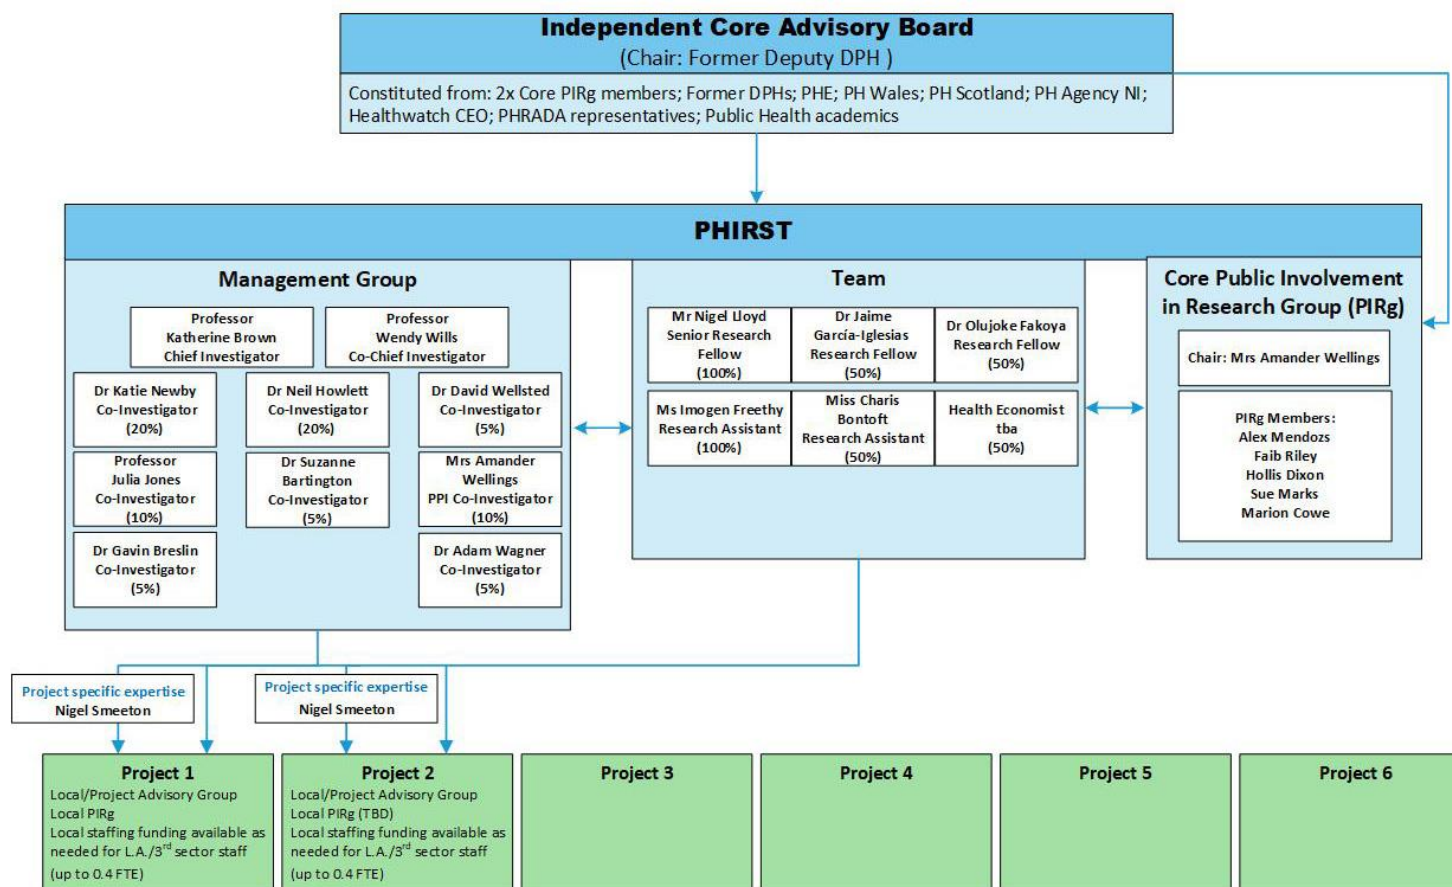 Independent Core Advisory Board
(Chair: Former Deputy DPH )
Constituted from: 2x Core PIRg members; Former DPHs; PHE; PH Wales; PH Scotland; PH Agency NI;
Healthwatch CEO; PHRADA representatives; Public Health academics
PHIRST
Management Group
Professor
Katherine Brown
Chief Investigator
Professor
Wendy Wills
Co-Chief Investigator
Dr Katie Newby
Co-Investigator
(20%)
Dr Neil Howlett
Co-Investigator
(20%)
Dr David Wellsted
Co-Investigator
(5%)
Professor
Julia Jones
Co-Investigator
(10%)
Dr Suzanne
Bartington
Co-Investigator
(5%)
Mrs Amander
Wellings
PPI Co-Investigator
(10%)
Dr Gavin Breslin
Co-Investigator
(5%)
Dr Adam Wagner
Co-Investigator
(5%)
Team
Mr Nigel Lloyd
Senior Research
Fellow
(100%)
Dr Jaime
García-Iglesias
Research Fellow
(50%)
Dr Olujoke Fakoya
Research Fellow
(50%)
Ms Imogen Freethy
Research Assistant
(100%)
Miss Charis
Bontoft
Research Assistant
(50%)
Health Economist
tba
(50%)
Core Public Involvement
in Research Group (PIRg)
Chair: Mrs Amander Wellings
PIRg Members:
Alex Mendozs
Faib Riley
Hollis Dixon
Sue Marks
Marion Cowe
Project specific expertise
Nigel Smeeton
Project specific expertise
Nigel Smeeton
Project 1
Local/Project Advisory Group
Local PIRg
Local staffing funding available as
needed for L.A./3rd sector staff
(up to 0.4 FTE)
Project 2
Local/Project Advisory Group
Local PIRg (TBD)
Local staffing funding available as
needed for L.A./3rd sector staff
(up to 0.4 FTE)
Project 3
Project 4
Project 5
Project 6